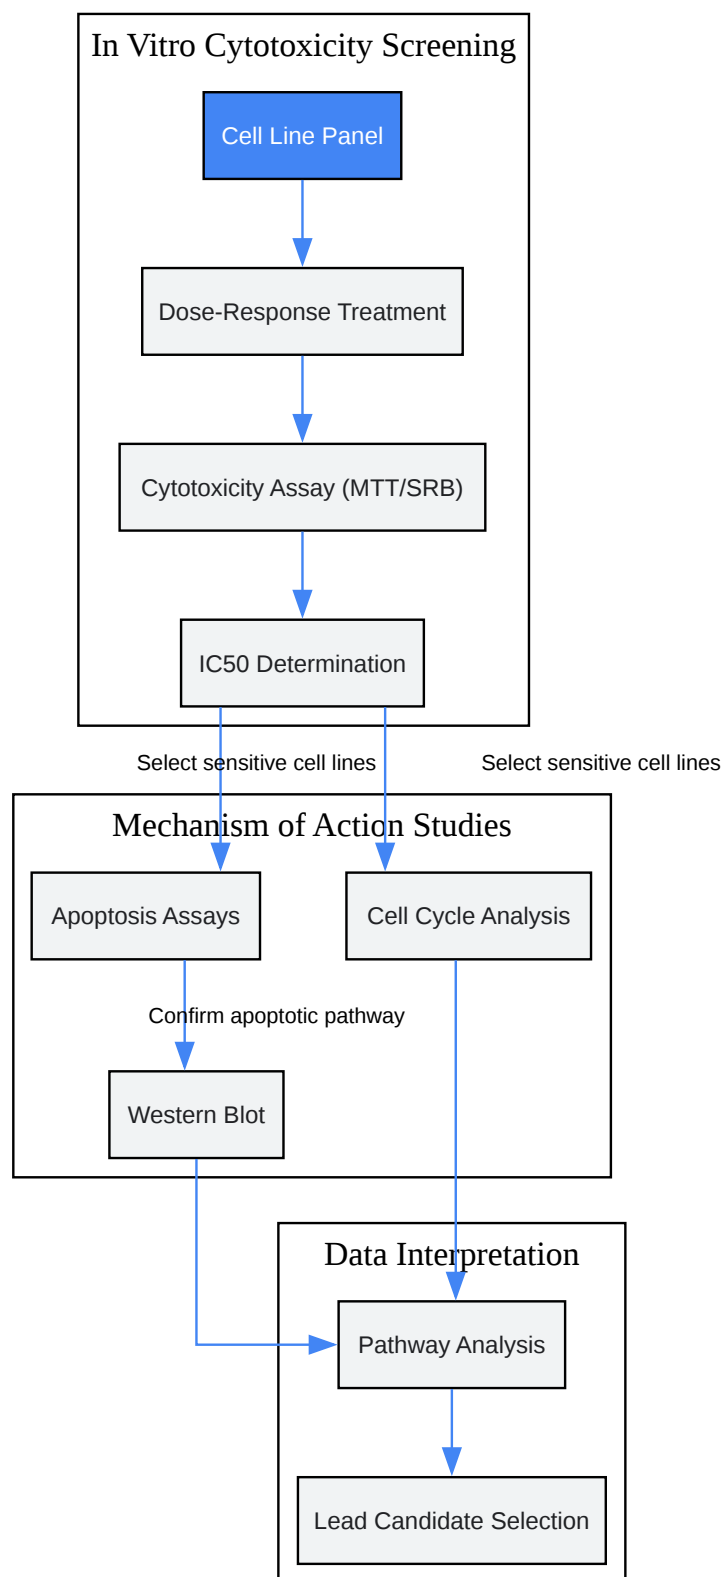 In Vitro Cytotoxicity Screening
Cell Line Panel
Dose-Response Treatment
Cytotoxicity Assay (MTT/SRB)
IC50 Determination
Select sensitive cell lines
Select sensitive cell lines
Mechanism of Action Studies
Apoptosis Assays
Cell Cycle Analysis
Confirm apoptotic pathway
Western Blot
Data Interpretation
Pathway Analysis
Lead Candidate Selection